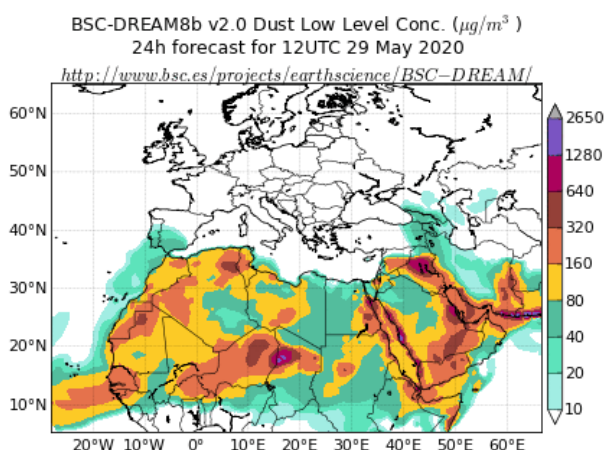 BSC-DREAM8b v2.0 Dust Low Level Conc. (μg/m³ )
24h forecast for 12UTC 29 May 2020
http://www.bsc.es/projects/earthscience/BSC−DREAM/
60°N
50°N
40°N
30°N
20°N
10°N
20°W 10°W 0° 10°E 20°E 30°E 40°E 50°E 60°E
2650
1280
640
320
160
80
40
20
10